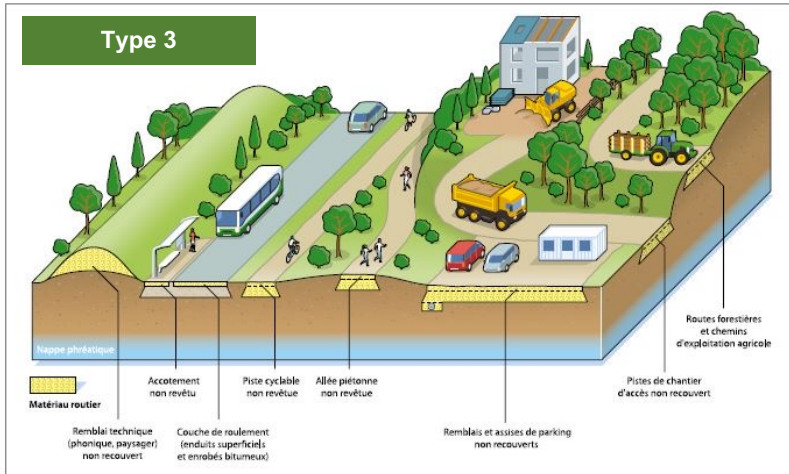 Type 3
Nappe phréatique
Matériau routier
Remblai technique
(phonique, paysager)
non recouvert
Accotement
non revêtu
Couche de roulement
(enduits superficiels
et enrobés bitumeux)
Piste cyclable
non revêtue
Allée piétonne
non revêtue
Remblais et assises de parking
non recouverts
Pistes de chantier
d'accès non recouvert
Routes forestières
et chemins
d'exploitation agricole